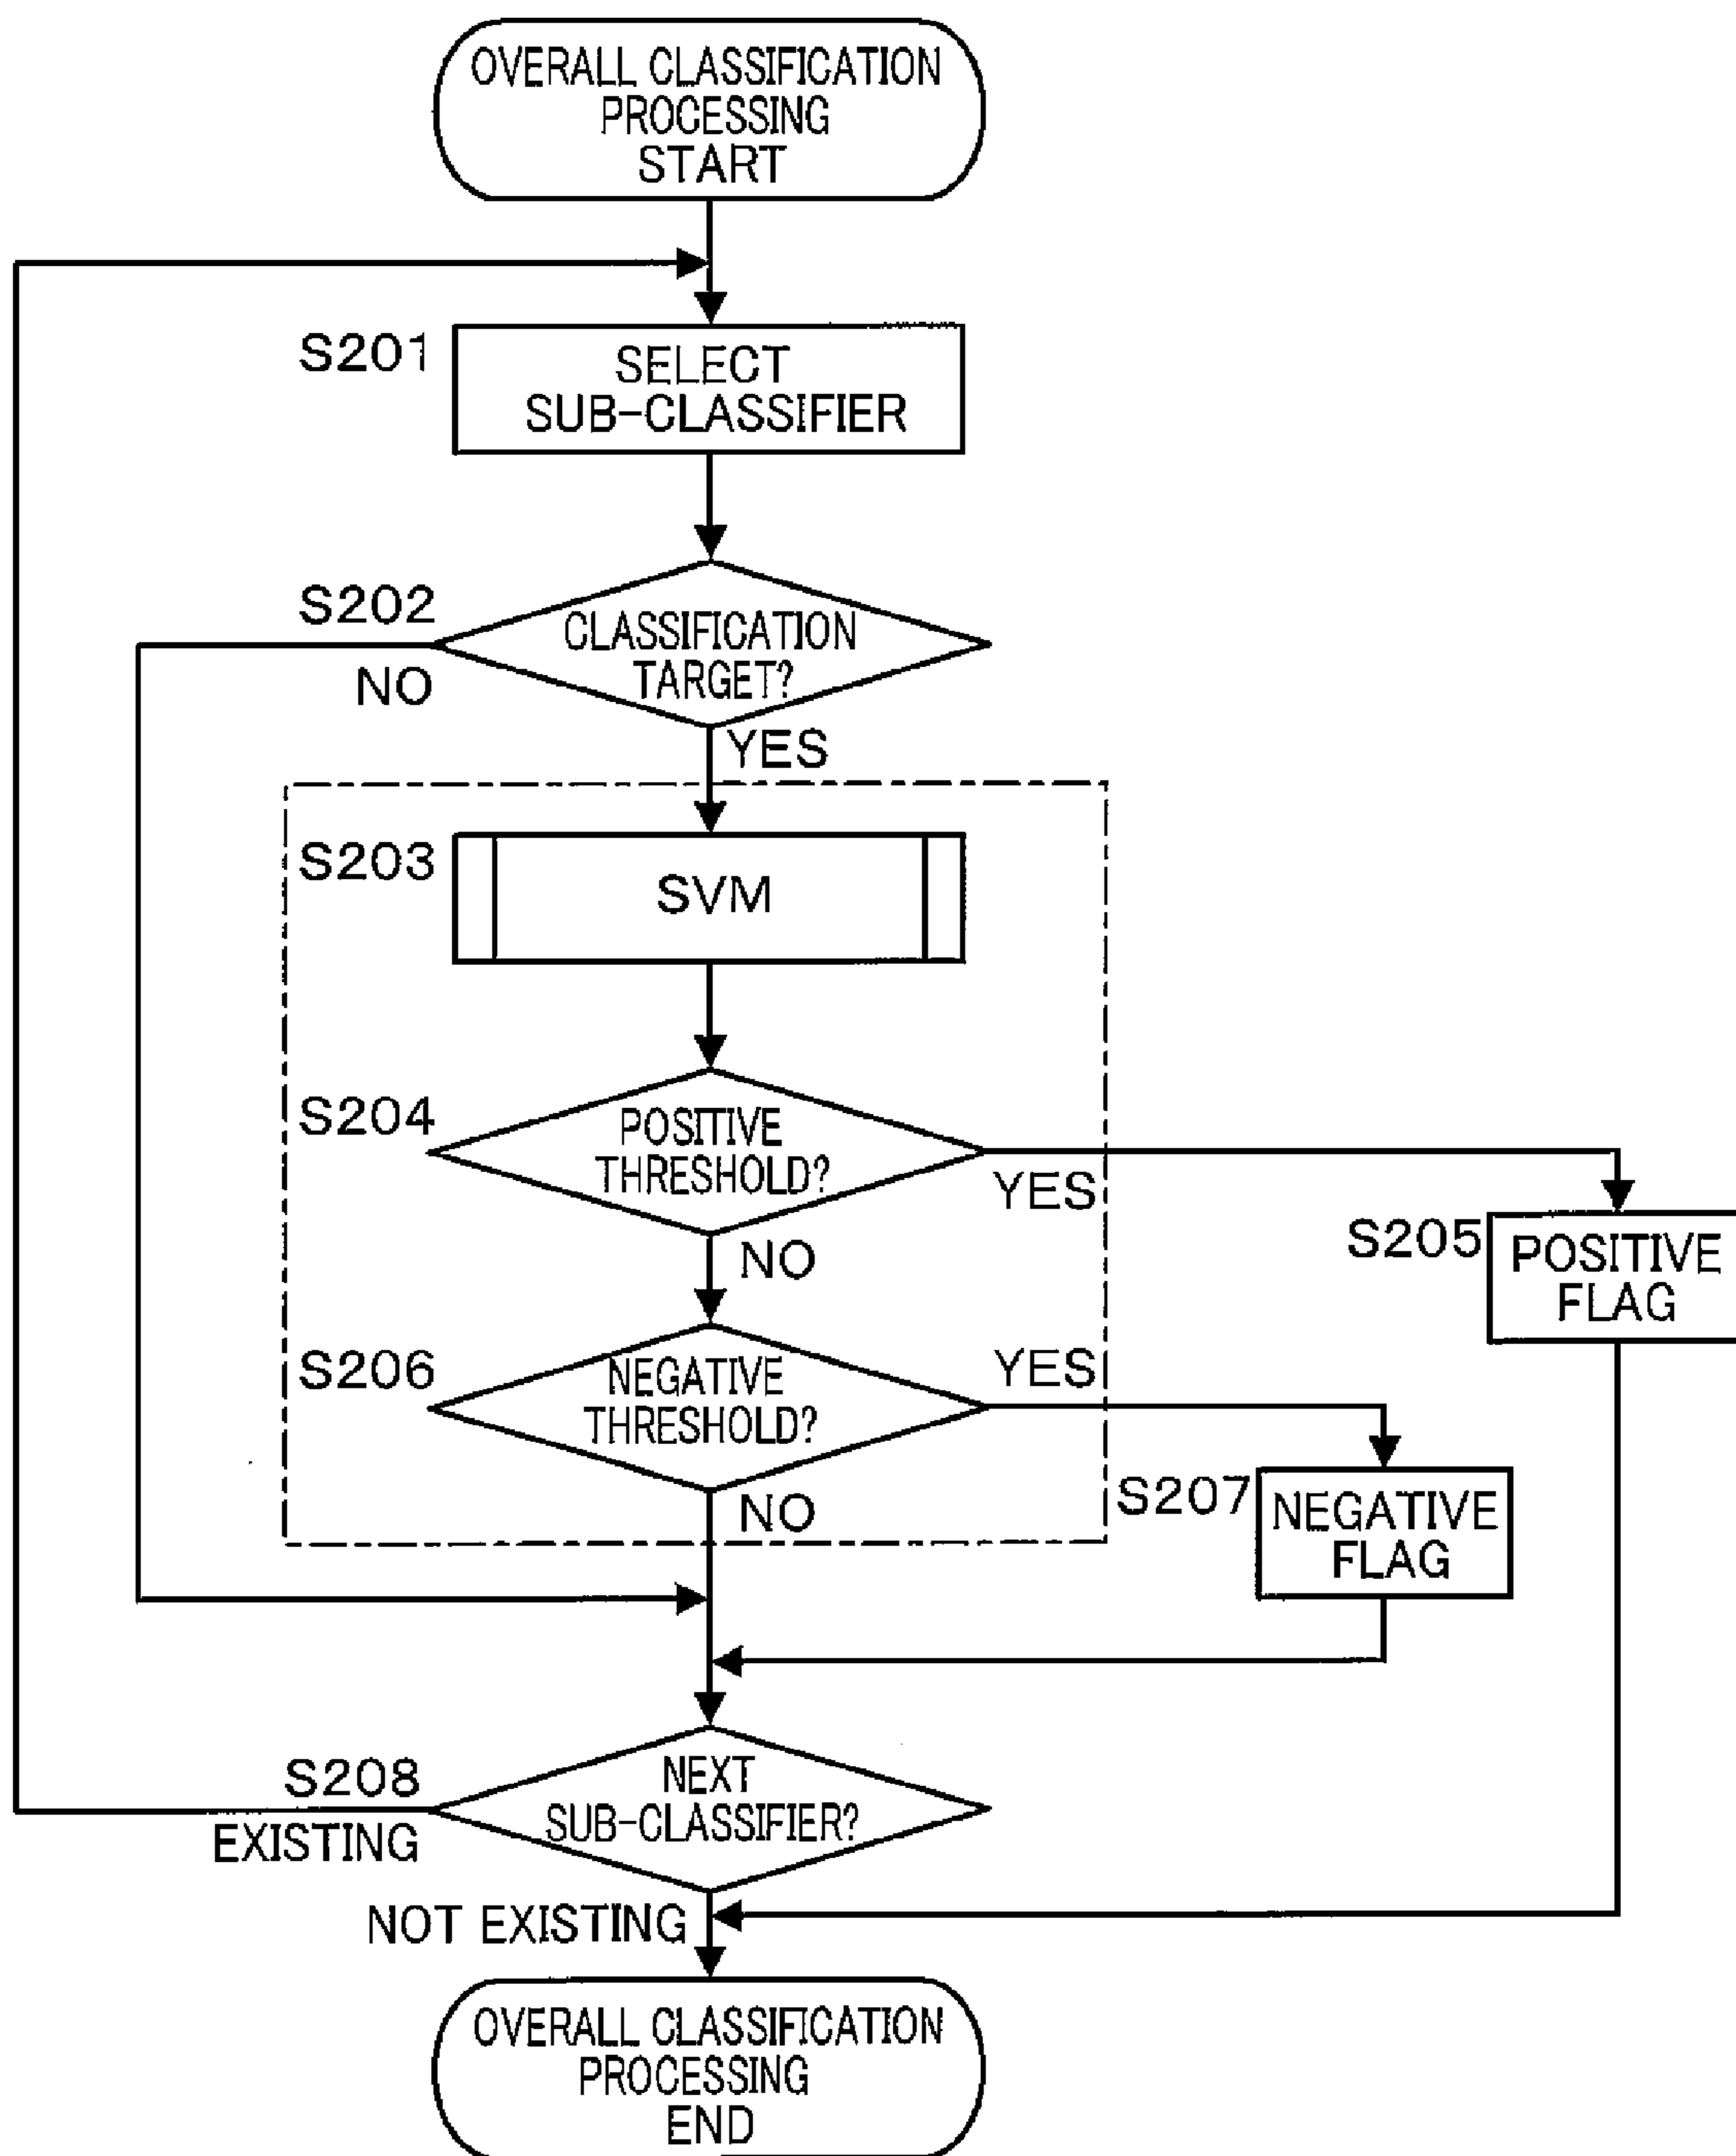 OVERALL CLASSIFICATION
PROCESSING
START
S201
SELECT
SUB-CLASSIFIER
S202
CLASSIFICATION
TARGET?
NO
YES
S203
SVM
S204
POSITIVE
THRESHOLD?
YES
NO
S205
POSITIVE
FLAG
S206
NEGATIVE
THRESHOLD?
YES
NO
S207
NEGATIVE
FLAG
S208
NEXT
SUB-CLASSIFIER?
EXISTING
NOT EXISTING
OVERALL CLASSIFICATION
PROCESSING
END